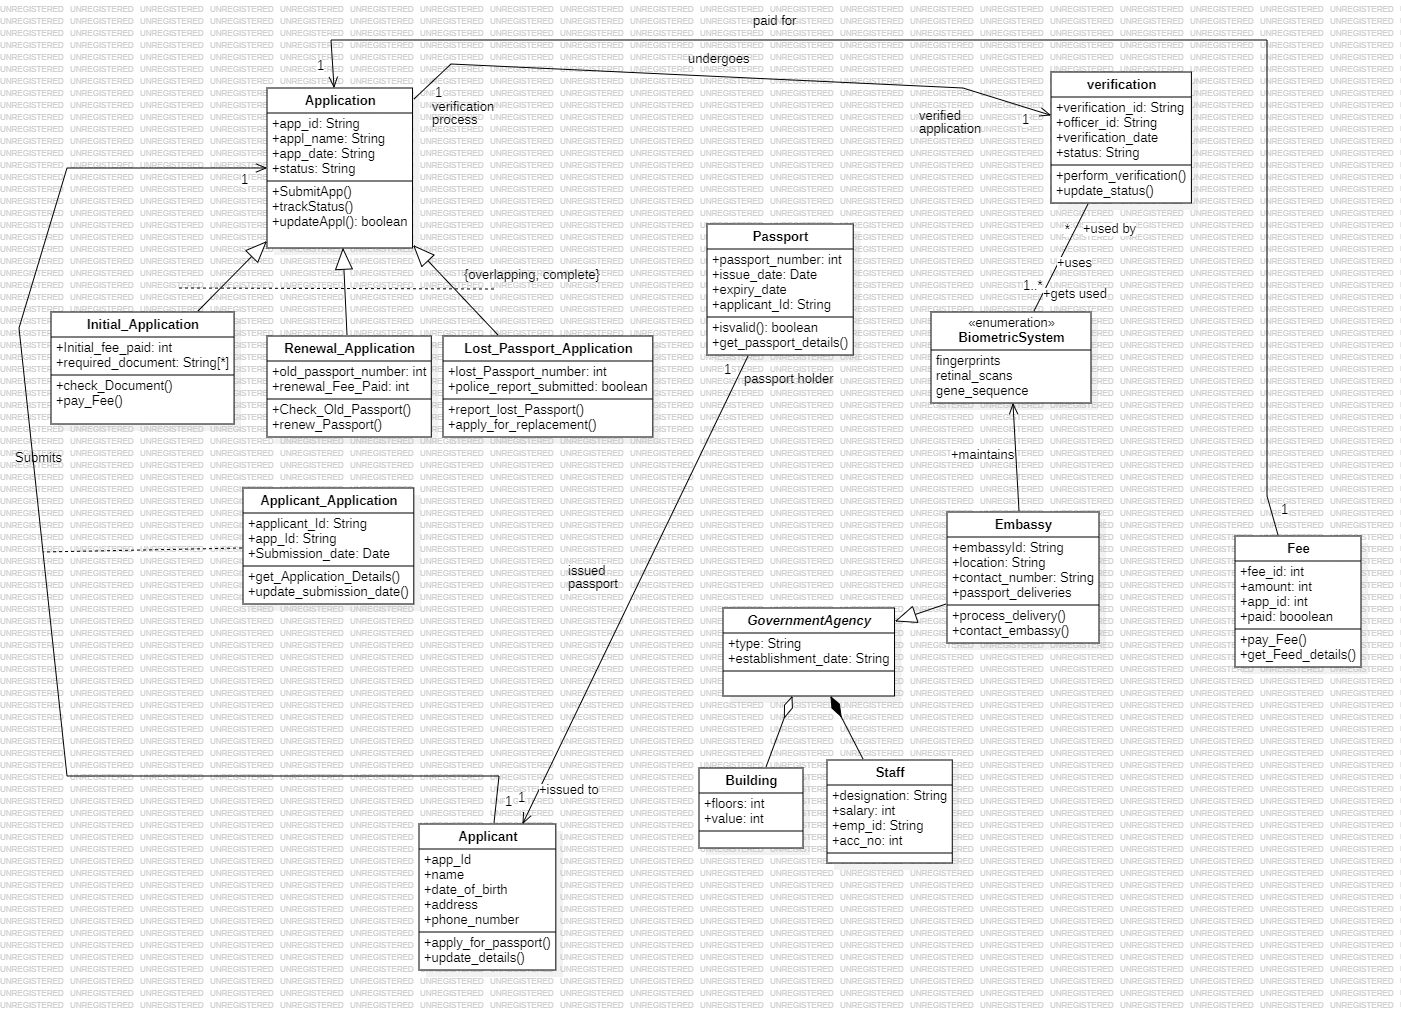 paid for
1
undergoes
1
verification
process
verified
application
1
Application
+app_id: String
+appl_name: String
+app_date: String
+status: String
+SubmitApp()
+trackStatus()
+updateAppl(): boolean
verification
+verification_id: String
+officer_id: String
+verification_date
+status: String
+perform_verification()
+update_status()
1
Submits
{overlapping, complete}
Initial_Application
+Initial_fee_paid: int
+required_document: String[*]
+check_Document()
+pay_Fee()
Renewal_Application
+old_passport_number: int
+renewal_Fee_Paid: int
+Check_Old_Passport()
+renew_Passport()
Lost_Passport_Application
+lost_Passport_number: int
+police_report_submitted: boolean
+report_lost_Passport()
+apply_for_replacement()
Passport
+passport_number: int
+issue_date: Date
+expiry_date
+applicant_Id: String
+isvalid(): boolean
+get_passport_details()
1
passport holder
issued
passport
* +used by
+uses
1..*
+gets used
«enumeration»
BiometricSystem
fingerprints
retinal_scans
gene_sequence
+maintains
Applicant_Application
+applicant_Id: String
+app_Id: String
+Submission_date: Date
+get_Application_Details()
+update_submission_date()
Embassy
+embassyId: String
+location: String
+contact_number: String
+passport_deliveries
+process_delivery()
+contact_embassy()
1
Fee
+fee_id: int
+amount: int
+app_id: int
+paid: booolean
+pay_Fee()
+get_Feed_details()
GovernmentAgency
+type: String
+establishment_date: String
Building
+floors: int
+value: int
Staff
+designation: String
+salary: int
+emp_id: String
+acc_no: int
1 1 +issued to
Applicant
+app_Id
+name
+date_of_birth
+address
+phone_number
+apply_for_passport()
+update_details()
UNREGISTERED